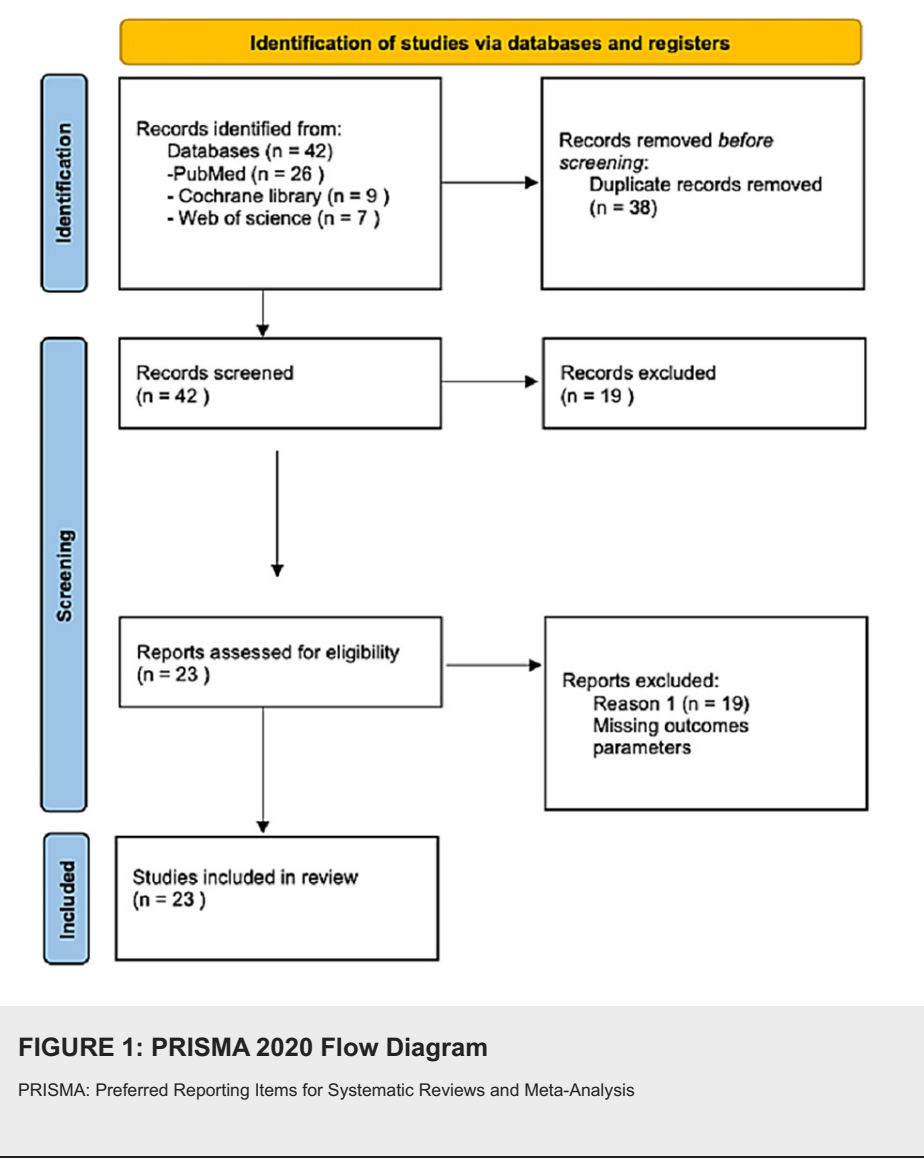 Identification of studies via databases and registers
Identification
Records identified from:
Databases (n = 42)
-PubMed (n = 26 )
- Cochrane library (n = 9 )
- Web of science (n = 7 )
Records removed before
screening:
Duplicate records removed
(n = 38)
Screening
Records screened
(n = 42 )
Records excluded
(n = 19 )
Reports assessed for eligibility
(n = 23 )
Reports excluded:
Reason 1 (n = 19)
Missing outcomes
parameters
Included
Studies included in review
(n = 23 )
FIGURE 1: PRISMA 2020 Flow Diagram
PRISMA: Preferred Reporting Items for Systematic Reviews and Meta-Analysis